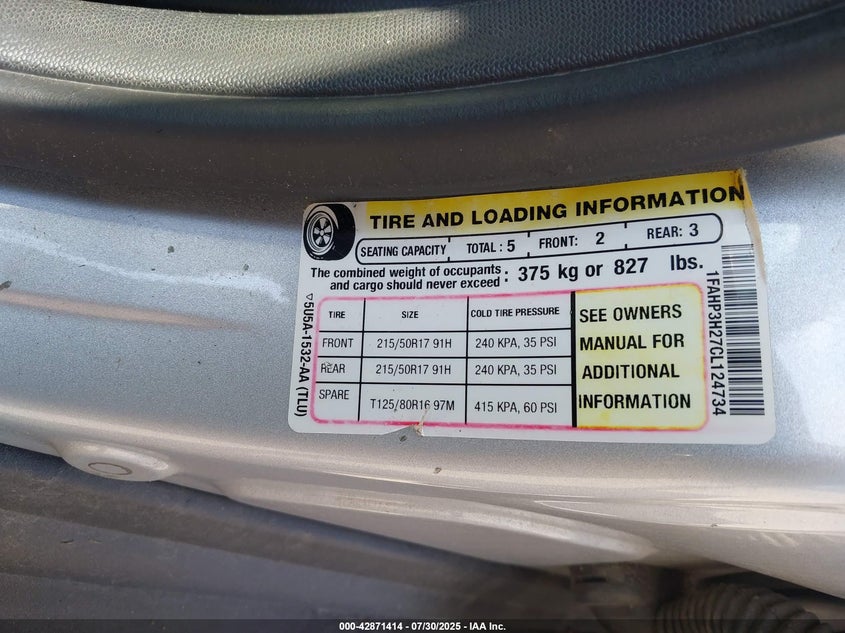 TIRE AND LOADING INFORMATION
SEATING CAPACITY TOTAL : 5 FRONT: 2 REAR: 3
The combined weight of occupants and cargo should never exceed : 375 kg or 827 lbs.
TIRE SIZE COLD TIRE PRESSURE
FRONT 215/50R17 91H 240 KPA, 35 PSI
REAR 215/50R17 91H 240 KPA, 35 PSI
SPARE T125/80R16 97M 415 KPA, 60 PSI
SEE OWNERS
MANUAL FOR
ADDITIONAL
INFORMATION
5U5A-1532-AA (TLU)
1FAHP3H27CL124734
000-42871414 - 07/30/2025 - IAA Inc.